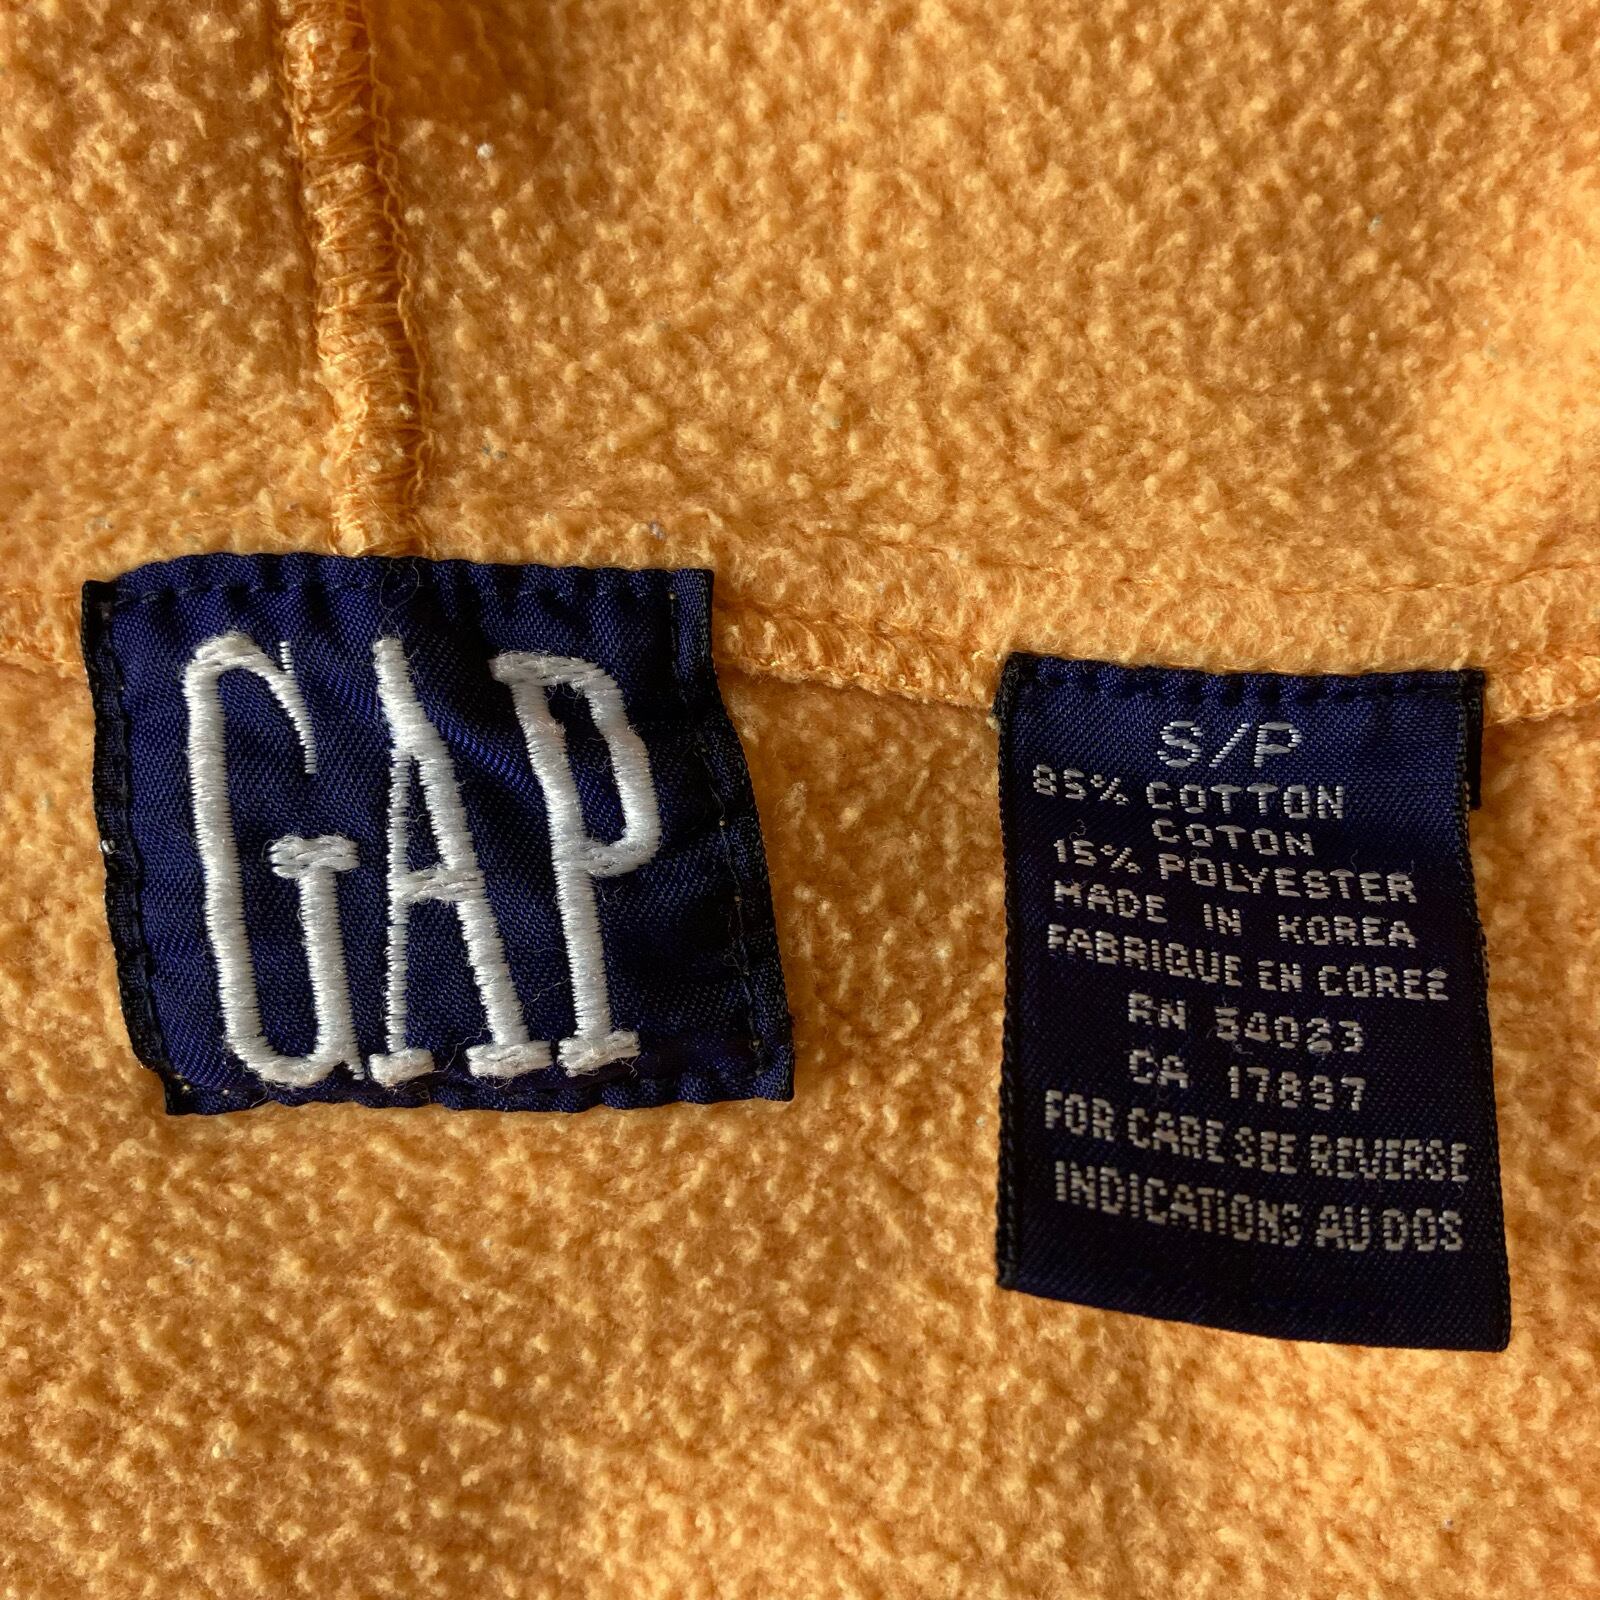 GAP
S/P
85% COTTON
COTON
15% POLYESTER
MADE IN KOREA
FABRIQUE EN COREE
RN 54023
CA 17897
FOR CARE SEE REVERSE
INDICATIONS AU DOS